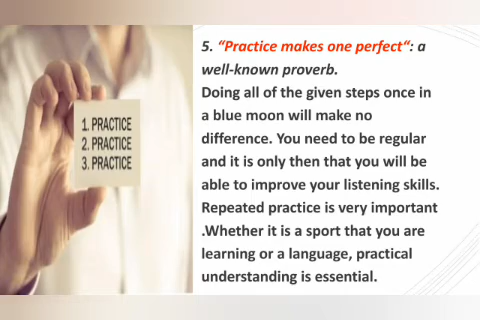 1. PRACTICE
2. PRACTICE
3. PRACTICE
5. “Practice makes one perfect“: a
well-known proverb.
Doing all of the given steps once in
a blue moon will make no
difference. You need to be regular
and it is only then that you will be
able to improve your listening skills.
Repeated practice is very important
.Whether it is a sport that you are
learning or a language, practical
understanding is essential.